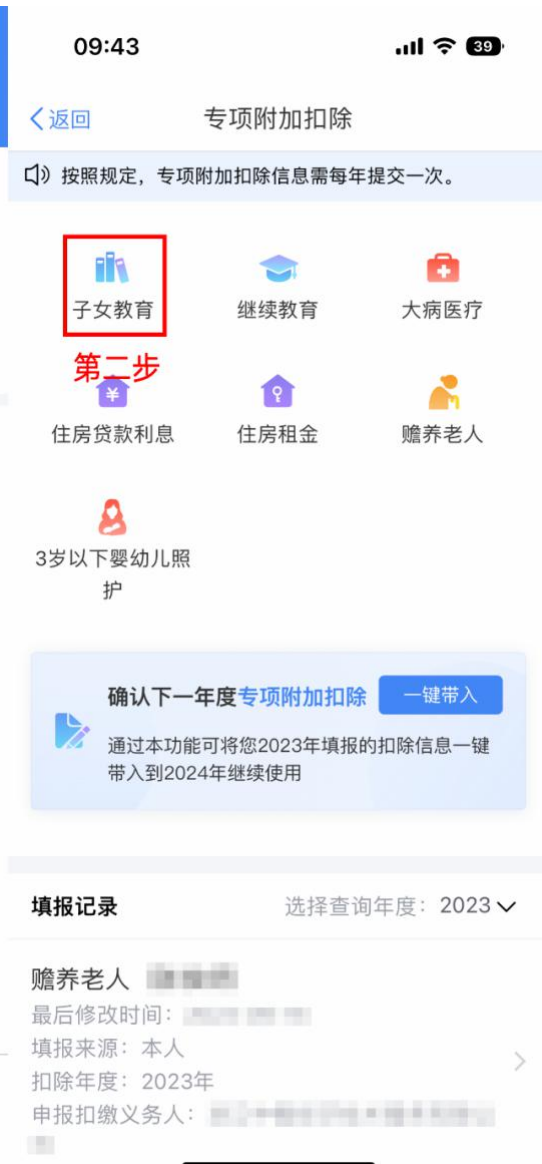 09:43
39
返回
专项附加扣除
按照规定，专项附加扣除信息需每年提交一次。
子女教育
继续教育
大病医疗
第二步
住房贷款利息
住房租金
赡养老人
3岁以下婴幼儿照
护
确认下一年度专项附加扣除
一键带入
通过本功能可将您2023年填报的扣除信息一键
带入到2024年继续使用
填报记录
选择查询年度：2023
赡养老人
最后修改时间：
填报来源：本人
扣除年度：2023年
申报扣缴义务人：